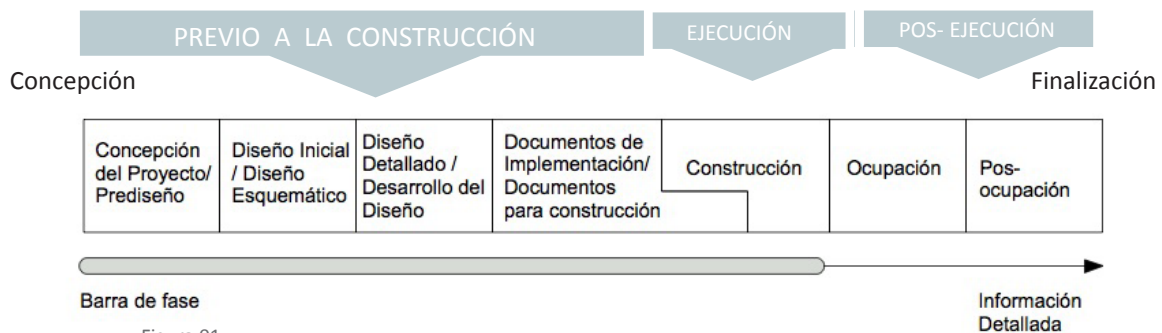 PREVIO A LA CONSTRUCCIÓN
EJECUCIÓN
POS- EJECUCIÓN
Concepción
Finalización
Concepción
del Proyecto/
Prediseño
Diseño Inicial
/ Diseño
Esquemático
Diseño
Detallado /
Desarrollo del
Diseño
Documentos de
Implementación/
Documentos
para construcción
Construcción
Ocupación
Pos-
ocupación
Barra de fase
Información
Detallada